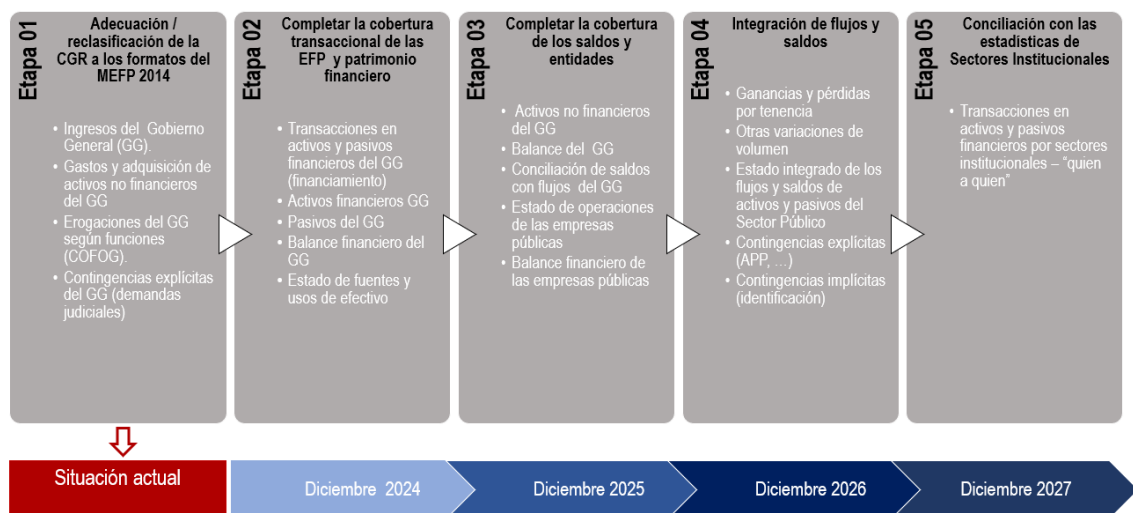 Etapa 01
Adecuación /
reclasificación de la
CGR a los formatos del
MEFP 2014
• Ingresos del Gobierno
General (GG).
• Gastos y adquisición de
activos no financieros
del GG
• Erogaciones del GG
según funciones
(COFOG).
• Contingencias explícitas
del GG (demandas
judiciales)
Etapa 02
Completar la cobertura
transaccional de las
EFP y patrimonio
financiero
• Transacciones en
activos y pasivos
financieros del GG
(financiamiento)
• Activos financieros GG
• Pasivos del GG
• Balance financiero del
GG
• Estado de fuentes y
usos de efectivo
Etapa 03
Completar la cobertura
de los saldos y
entidades
• Activos no financieros
del GG
• Balance del GG
• Conciliación de saldos
con flujos del GG
• Estado de operaciones
de las empresas
públicas
• Balance financiero de
las empresas públicas
Etapa 04
Integración de flujos y
saldos
• Ganancias y pérdidas
por tenencia
• Otras variaciones de
volumen
• Estado integrado de los
flujos y saldos de
activos y pasivos del
Sector Público
• Contingencias explícitas
(APP, ...)
• Contingencias implícitas
(identificación)
Etapa 05
Conciliación con las
estadísticas de
Sectores Institucionales
• Transacciones en
activos y pasivos
financieros por sectores
institucionales – “quien
a quien”
Situación actual
Diciembre 2024
Diciembre 2025
Diciembre 2026
Diciembre 2027